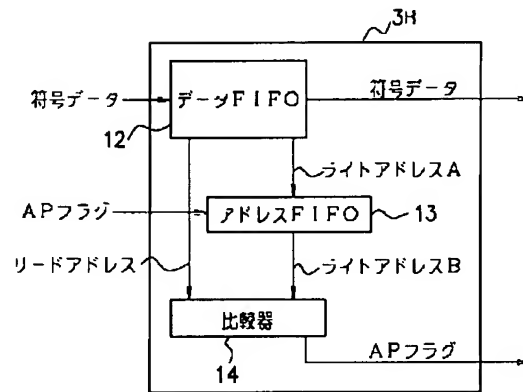 3H
符号データ
データFIFO
符号データ
12
ライトアドレスA
APフラグ
アドレスFIFO
13
リードアドレス
ライトアドレスB
比較器
14
APフラグ